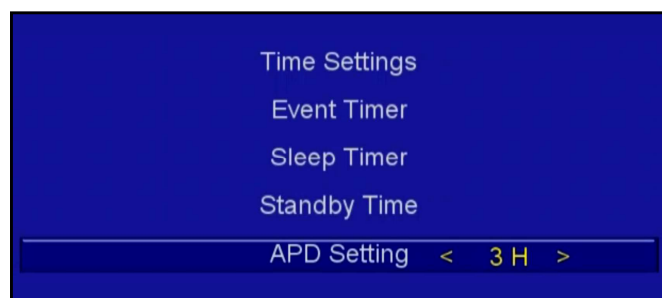 Time Settings
Event Timer
Sleep Timer
Standby Time
APD Setting < 3 H >